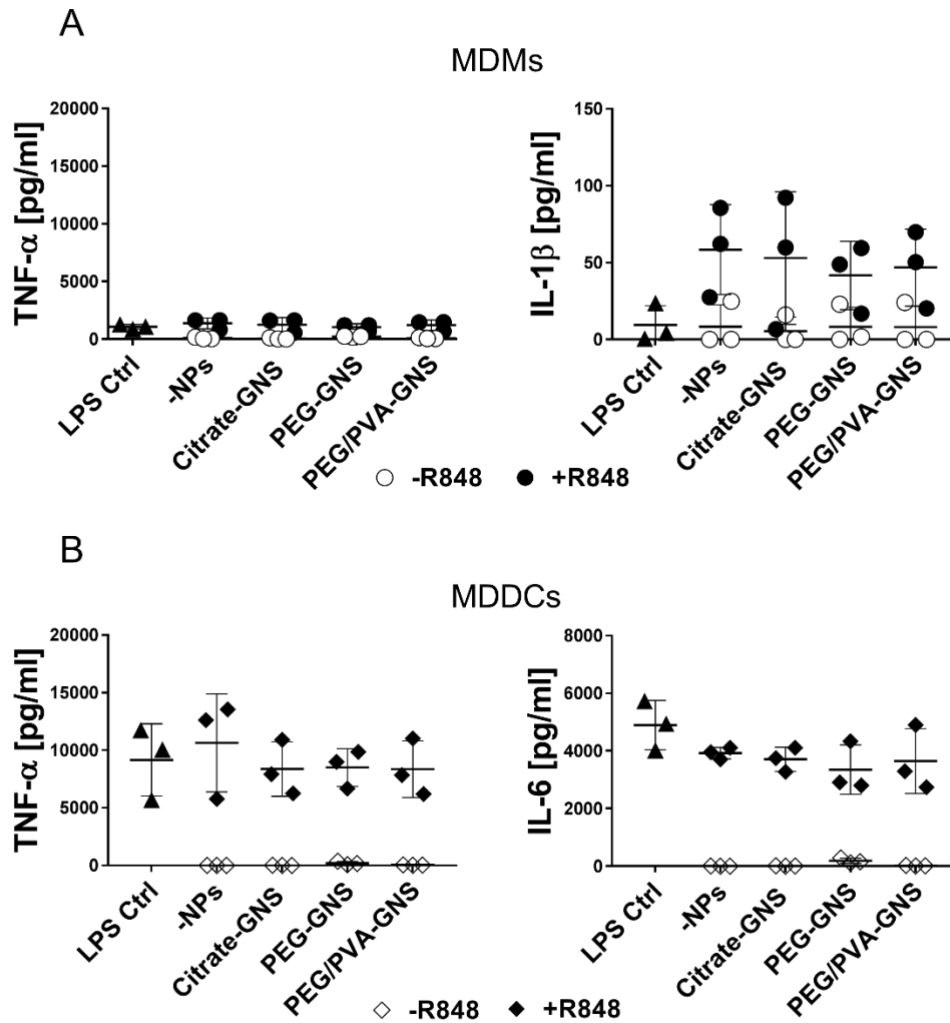 A
MDMs
TNF-α [pg/ml]
20000
15000
10000
5000
0
LPS Ctrl
-NPs
Citrate-GNS
PEG-GNS
PEG/PVA-GNS
IL-1β [pg/ml]
150
100
50
0
LPS Ctrl
-NPs
Citrate-GNS
PEG-GNS
PEG/PVA-GNS
-R848 +R848
B
MDDCs
TNF-α [pg/ml]
20000
15000
10000
5000
0
LPS Ctrl
-NPs
Citrate-GNS
PEG-GNS
PEG/PVA-GNS
IL-6 [pg/ml]
8000
6000
4000
2000
0
LPS Ctrl
-NPs
Citrate-GNS
PEG-GNS
PEG/PVA-GNS
-R848 +R848